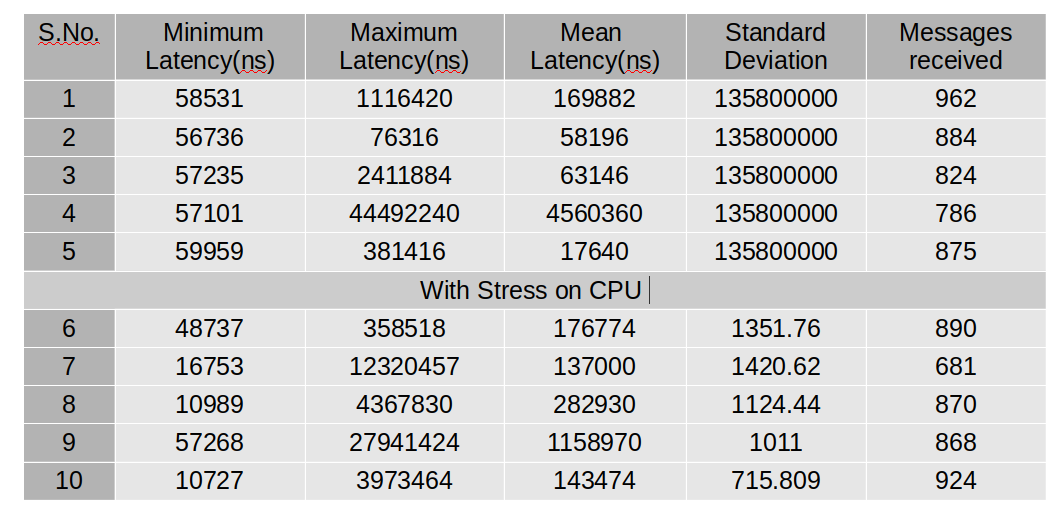 S.No. Minimum Latency(ns) Maximum Latency(ns) Mean Latency(ns) Standard Deviation Messages received
1 58531 1116420 169882 135800000 962
2 56736 76316 58196 135800000 884
3 57235 2411884 63146 135800000 824
4 57101 44492240 4560360 135800000 786
5 59959 381416 17640 135800000 875
With Stress on CPU
6 48737 358518 176774 1351.76 890
7 16753 12320457 137000 1420.62 681
8 10989 4367830 282930 1124.44 870
9 57268 27941424 1158970 1011 868
10 10727 3973464 143474 715.809 924